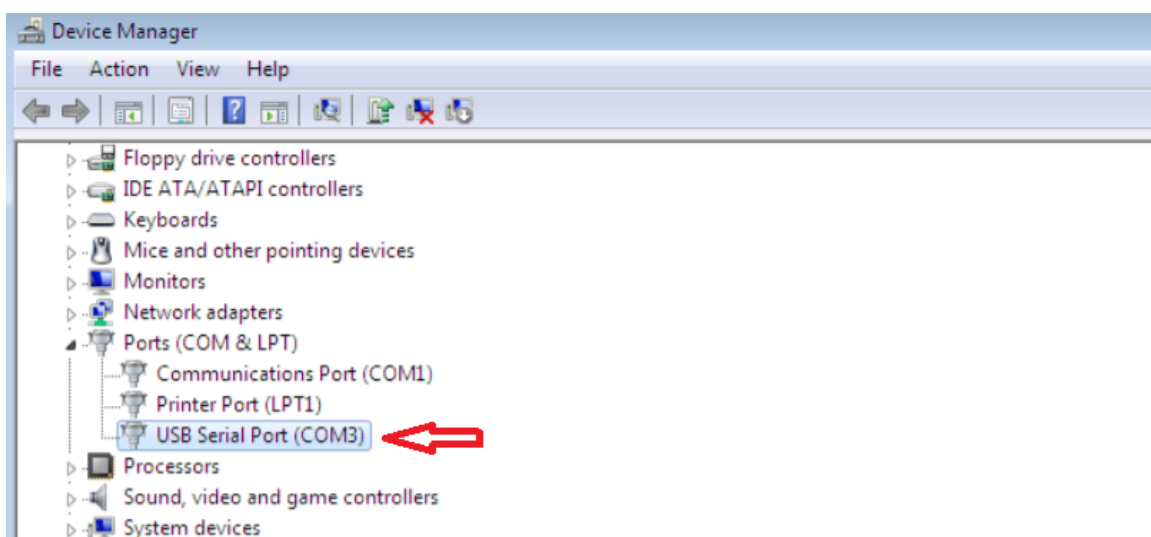 Device Manager
File Action View Help
Floppy drive controllers
IDE ATA/ATAPI controllers
Keyboards
Mice and other pointing devices
Monitors
Network adapters
Ports (COM & LPT)
Communications Port (COM1)
Printer Port (LPT1)
USB Serial Port (COM3)
Processors
Sound, video and game controllers
System devices